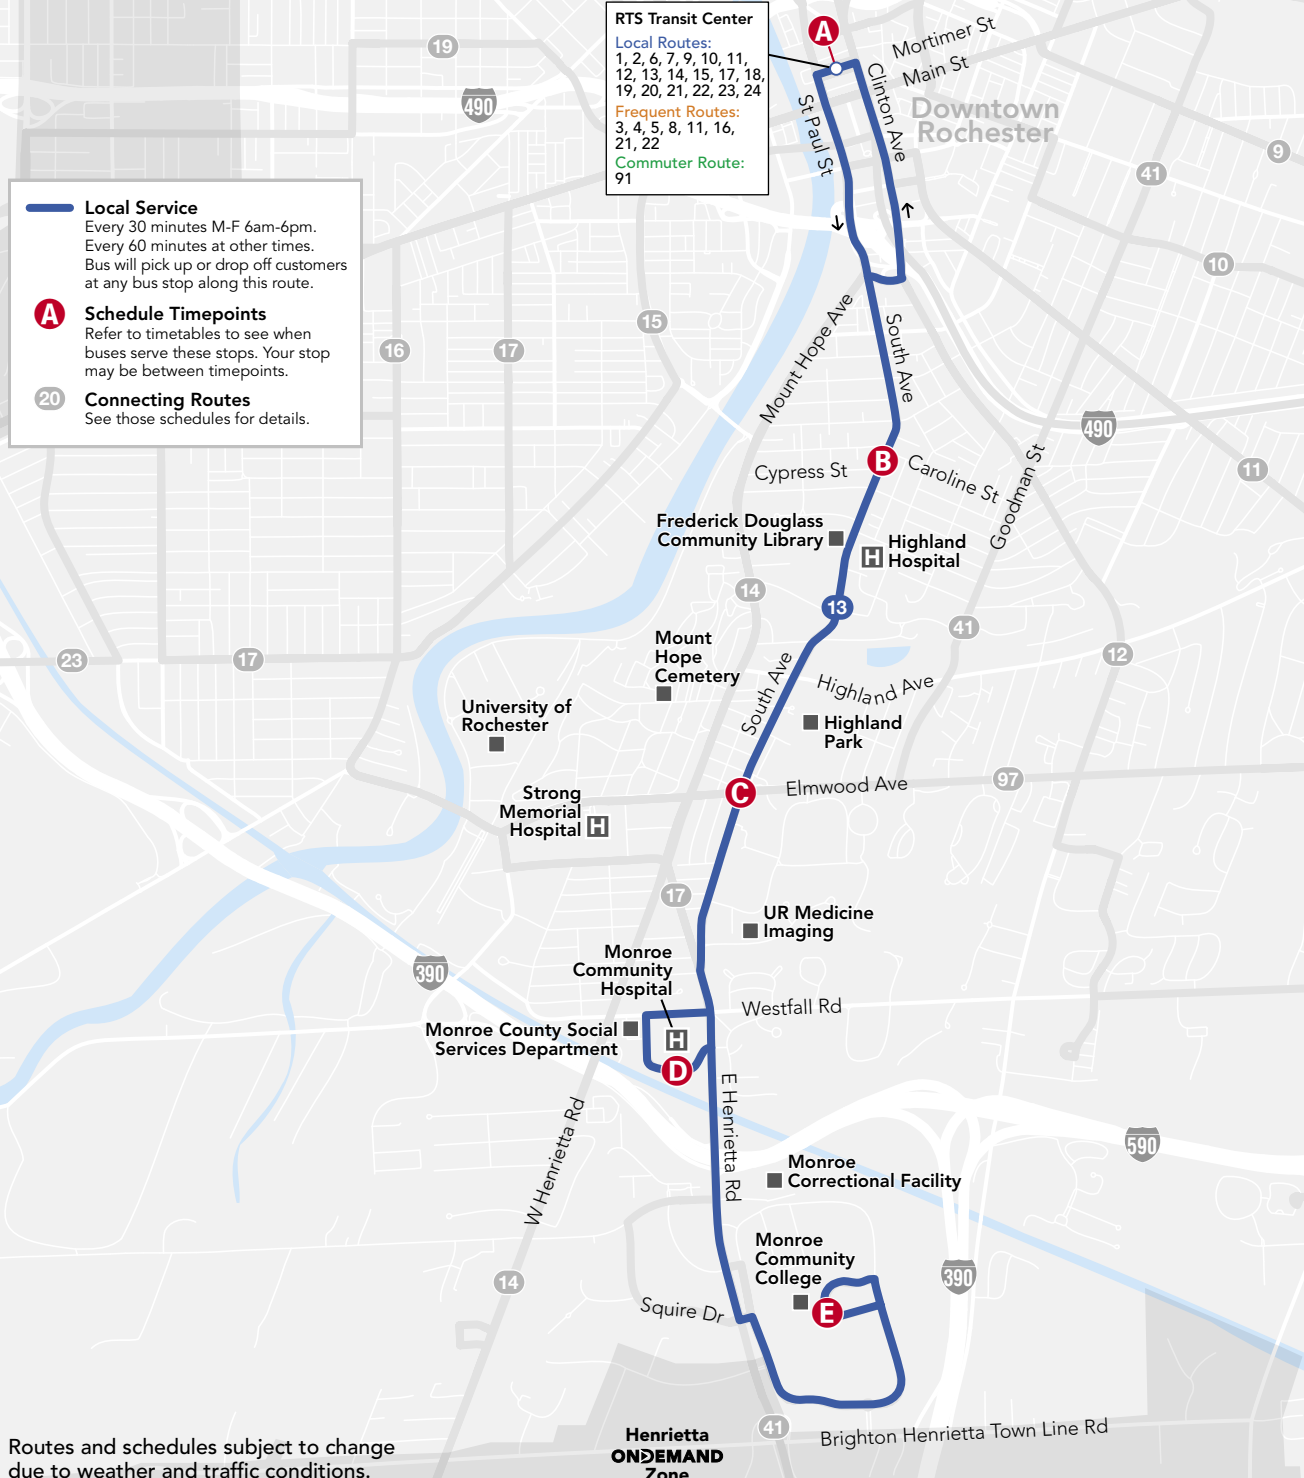 RTS Transit Center
Local Routes:
1, 2, 6, 7, 9, 10, 11,
12, 13, 14, 15, 17, 18,
19, 20, 21, 22, 23, 24
Frequent Routes:
3, 4, 5, 8, 11, 16,
21, 22
Commuter Route:
91
A
Mortimer St
Main St
Clinton Ave
St Paul St
Downtown
Rochester
19
490
9
41
10
Local Service
Every 30 minutes M-F 6am-6pm.
Every 60 minutes at other times.
Bus will pick up or drop off customers
at any bus stop along this route.
A
Schedule Timepoints
Refer to timetables to see when
buses serve these stops. Your stop
may be between timepoints.
20
Connecting Routes
See those schedules for details.
16
17
15
Mount Hope Ave
South Ave
490
11
Goodman St
Cypress St
B
Caroline St
Frederick Douglass
Community Library
H
Highland
Hospital
14
13
41
12
23
17
Mount
Hope
Cemetery
South Ave
Highland Ave
University of
Rochester
Highland
Park
C
Elmwood Ave
97
Strong
Memorial
Hospital
H
17
UR Medicine
Imaging
390
Monroe
Community
Hospital
Westfall Rd
Monroe County Social
Services Department
H
D
E Henrietta Rd
W Henrietta Rd
590
Monroe
Correctional Facility
Monroe
Community
College
E
390
14
Squire Dr
41
Brighton Henrietta Town Line Rd
Henrietta
ONDEMAND
Zone
Routes and schedules subject to change
due to weather and traffic conditions.